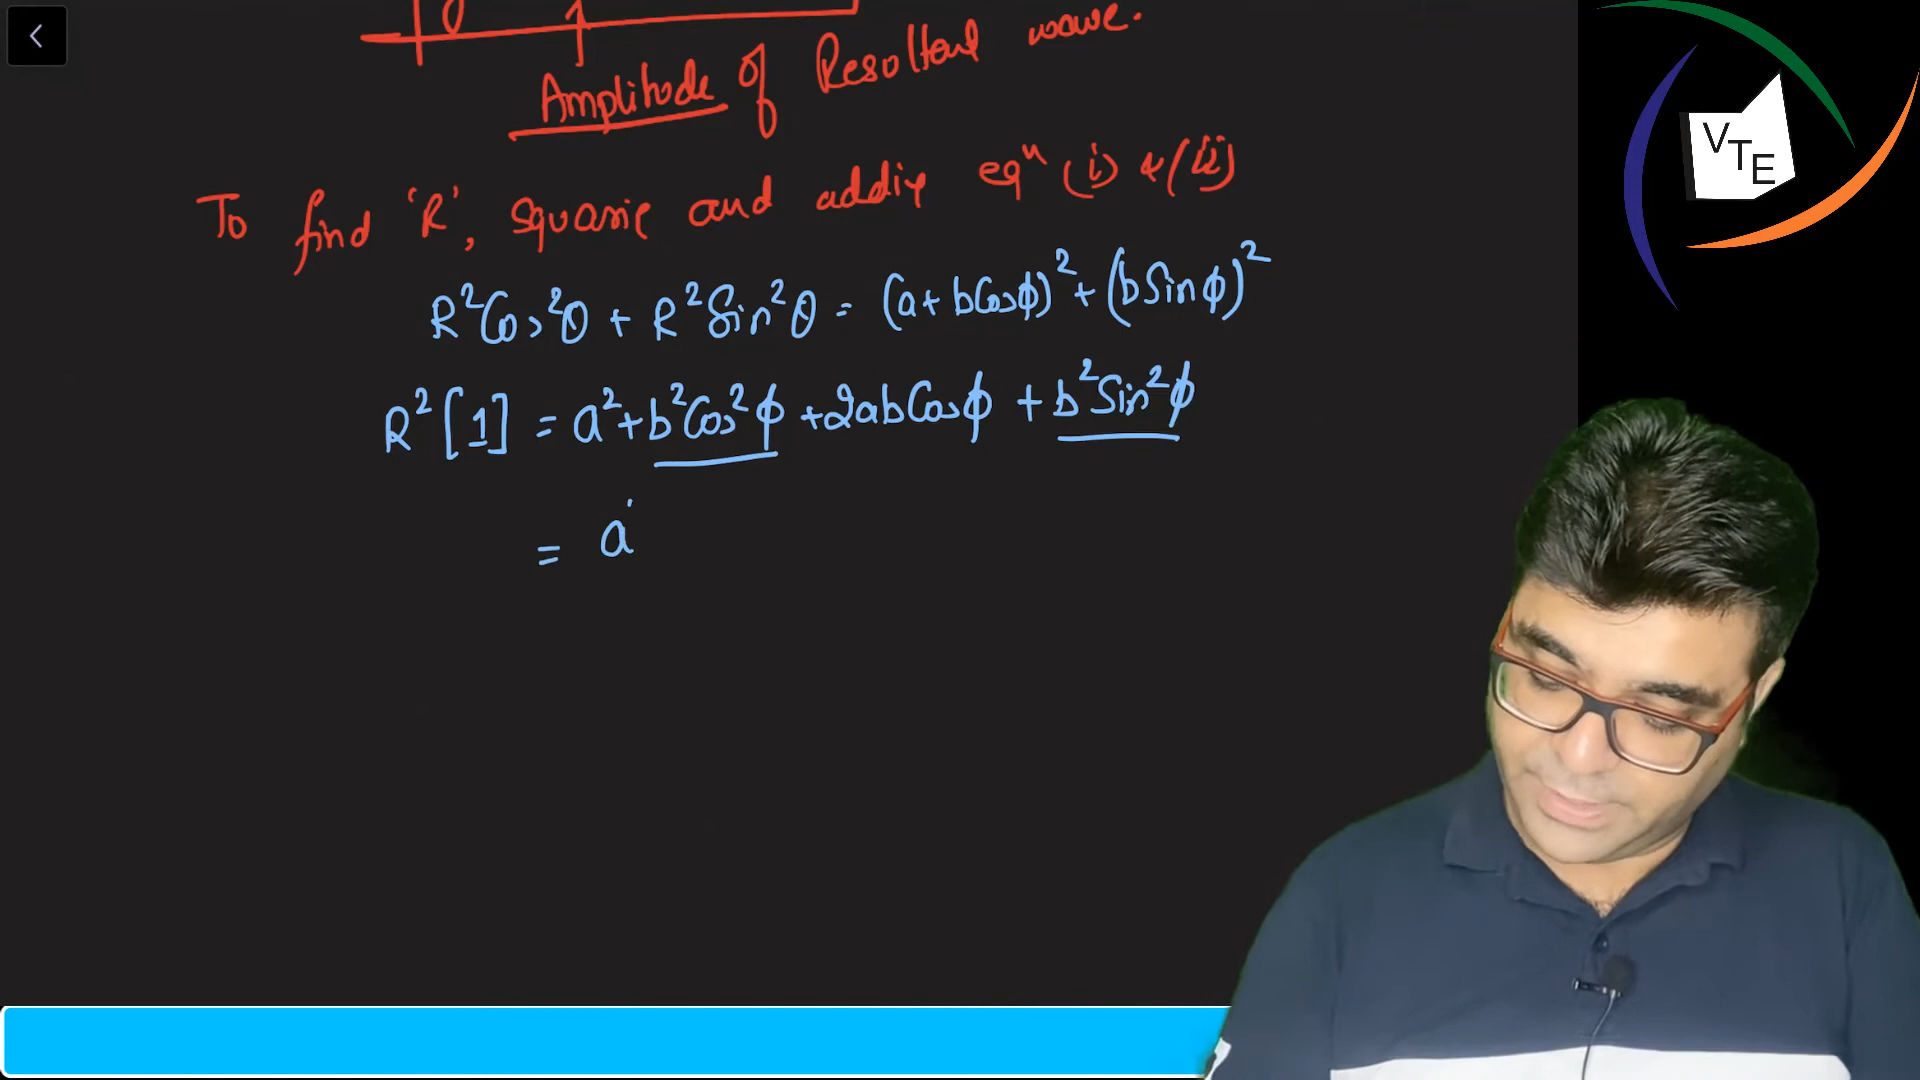 Amplitude of Resultant wave.
To find 'R', squaring and adding eqⁿ (i) & (ii)
R²Cos²θ + R²Sin²θ = (a + bCosϕ)² + (bSinϕ)²
R²[1] = a² + b²Cos²ϕ + 2abCosϕ + b²Sin²ϕ
= a
VTE